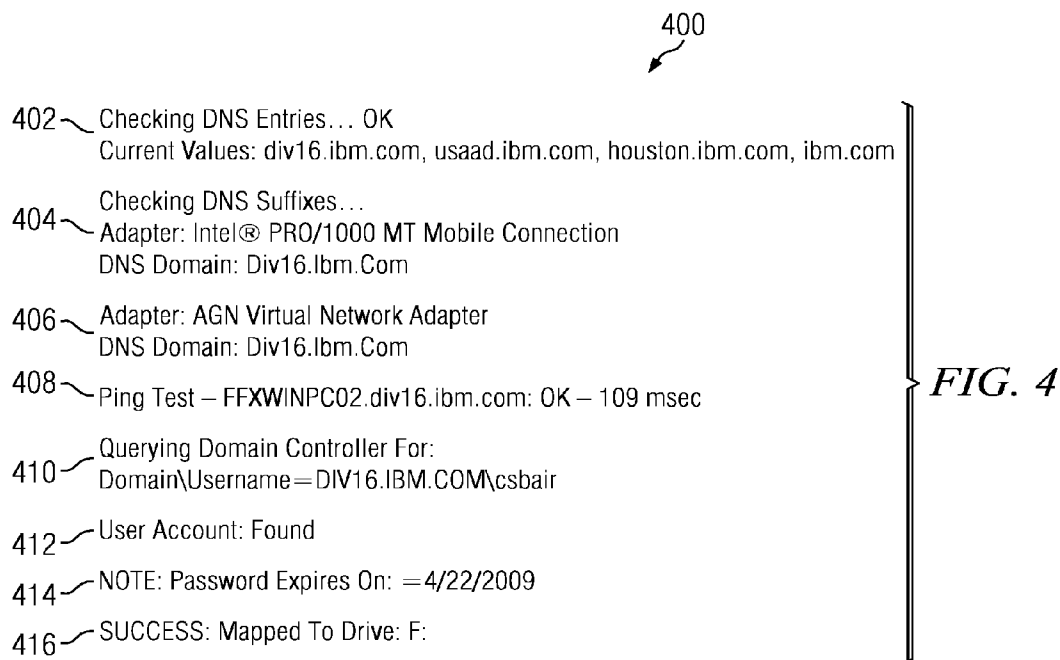 400
402 Checking DNS Entries... OK
Current Values: div16.ibm.com, usaad.ibm.com, houston.ibm.com, ibm.com
Checking DNS Suffixes...
404 Adapter: Intel® PRO/1000 MT Mobile Connection
DNS Domain: Div16.Ibm.Com
406 Adapter: AGN Virtual Network Adapter
DNS Domain: Div16.Ibm.Com
408 Ping Test – FFXWINPC02.div16.ibm.com: OK – 109 msec
FIG. 4
Querying Domain Controller For:
410 Domain\Username=DIV16.IBM.COM\csbair
412 User Account: Found
414 NOTE: Password Expires On: =4/22/2009
416 SUCCESS: Mapped To Drive: F: